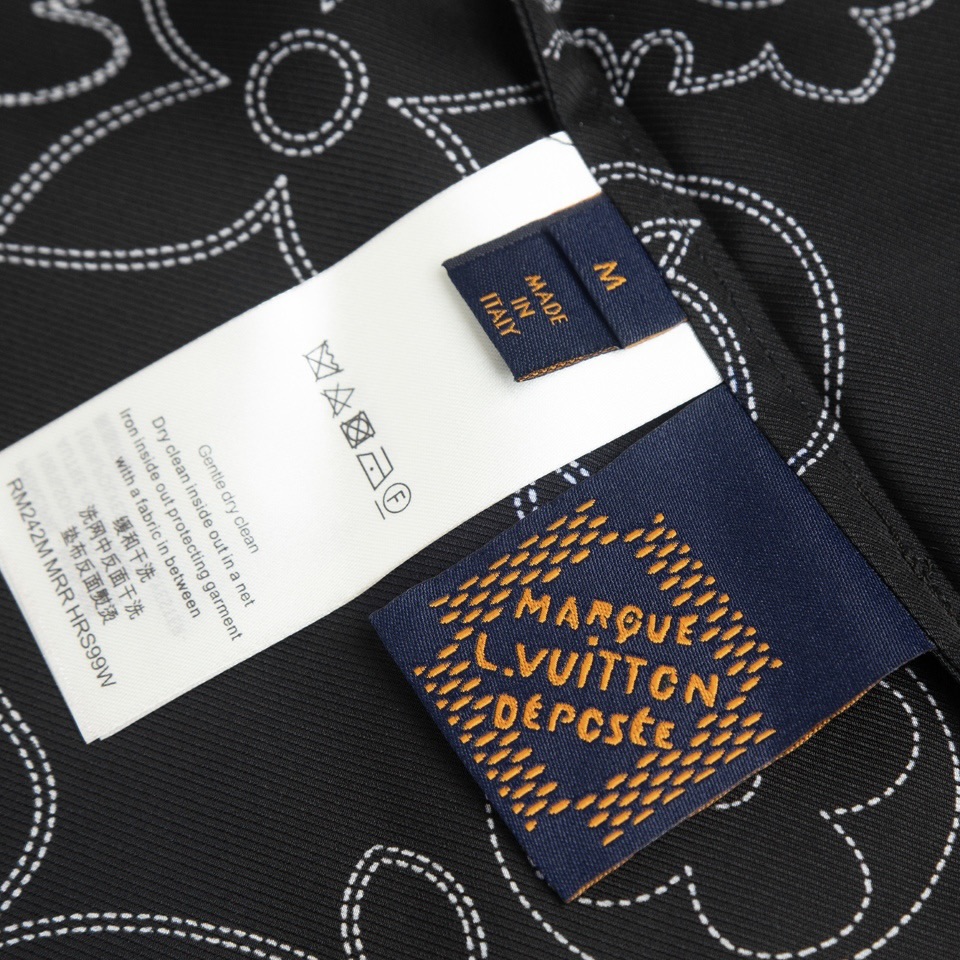 M
MADE
IN
ITALY
F
Gentle dry clean
Dry clean inside out in a net
Iron inside out protecting garment
with a fabric in between
缓和干洗
洗网中反面干洗
垫布反面熨烫
RM242M MRR HRS99W
MARQUE
L.VUITTON
DÉPOSÉE